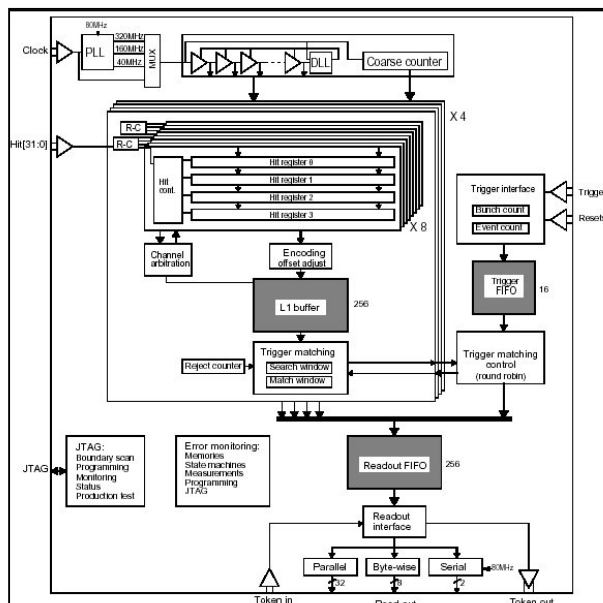 80MHz
Clock
PLL
320MHz
160MHz
40MHz
MUX
DLL
Coarse counter
X 4
R-C
Hit[31:0]
R-C
Hit register 0
Hit cont.
Hit register 1
Hit register 2
Hit register 3
X 8
Trigger interface
Trigger
Bunch count
Resets
Event count
Channel arbitration
Encoding
offset adjust
Trigger
FIFO
16
L1 buffer
256
Trigger matching
Reject counter
Search window
Match window
Trigger matching
control
(round robin)
JTAG
JTAG:
Boundary scan
Programming
Monitoring
Status
Production test
Error monitoring:
Memories
State machines
Measurements
Programming
JTAG
Readout FIFO
256
Readout
interface
Parallel
Byte-wise
Serial
80MHz
32
8
2
Token in
Read out
Token out